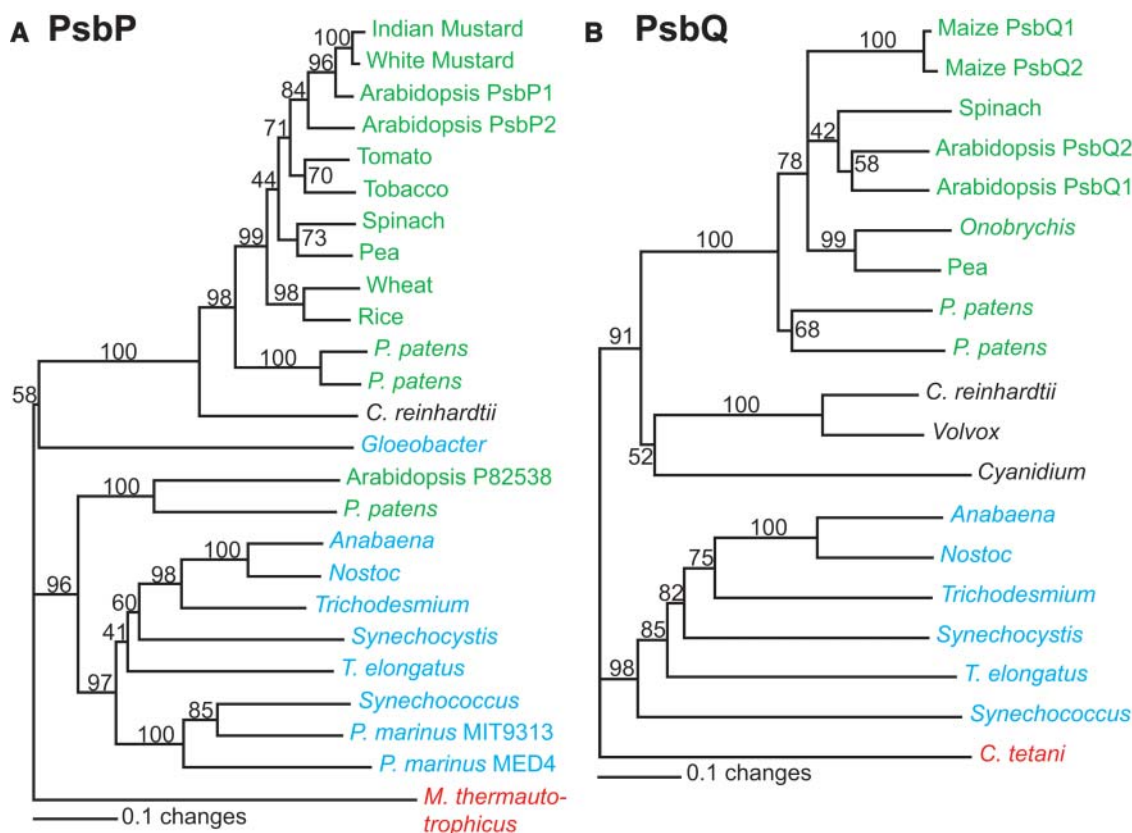 A PsbP
100 Indian Mustard
White Mustard
96
Arabidopsis PsbP1
84
Arabidopsis PsbP2
71
Tomato
70
Tobacco
44
Spinach
73
Pea
99
Wheat
98
Rice
98
P. patens
100
P. patens
100
C. reinhardtii
58
Gloeobacter
Arabidopsis P82538
100
P. patens
Anabaena
100
Nostoc
98
Trichodesmium
60
Synechocystis
41
T. elongatus
96
97
Synechococcus
85
P. marinus MIT9313
100
P. marinus MED4
M. thermauto-
trophicus
0.1 changes
B PsbQ
Maize PsbQ1
100
Maize PsbQ2
Spinach
42
Arabidopsis PsbQ2
58
Arabidopsis PsbQ1
78
Onobrychis
99
Pea
100
P. patens
68
P. patens
91
C. reinhardtii
100
Volvox
52
Cyanidium
Anabaena
100
Nostoc
75
Trichodesmium
82
Synechocystis
85
T. elongatus
98
Synechococcus
C. tetani
0.1 changes